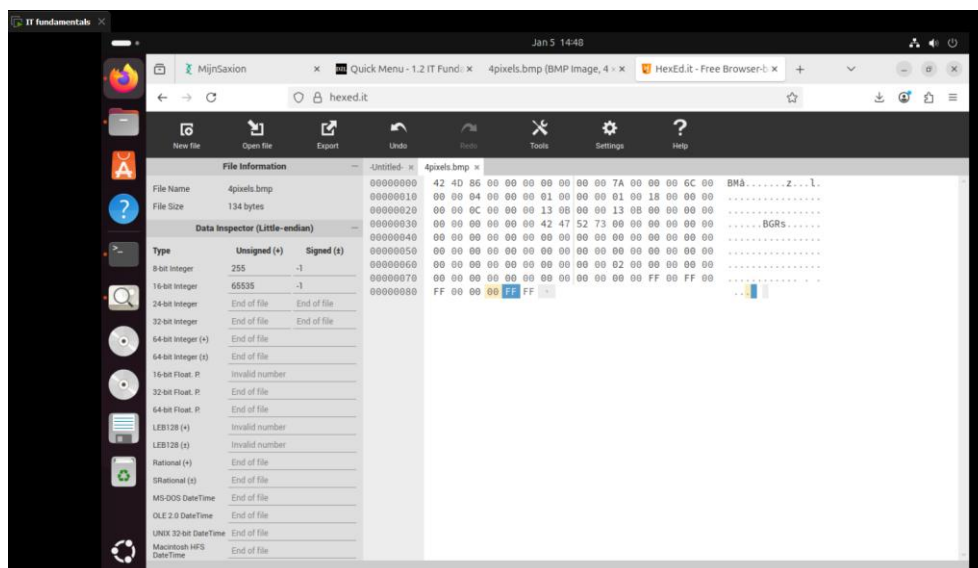 IT fundamentals
Jan 5 14:48
MijnSaxion
Quick Menu - 1.2 IT Fund
4pixels.bmp (BMP Image, 4
HexEd.it - Free Browser-b
hexed.it
New file
Open file
Export
Undo
Redo
Tools
Settings
Help
File Information
-Untitled-
4pixels.bmp
File Name 4pixels.bmp
File Size 134 bytes
Data Inspector (Little-endian)
Type Unsigned (+) Signed (±)
8-bit Integer 255 -1
16-bit Integer 65535 -1
24-bit Integer End of file End of file
32-bit Integer End of file End of file
64-bit Integer (+) End of file
64-bit Integer (±) End of file
16-bit Float. P. Invalid number
32-bit Float. P. End of file
64-bit Float. P. End of file
LEB128 (+) Invalid number
LEB128 (±) Invalid number
Rational (+) End of file
SRational (±) End of file
MS-DOS DateTime End of file
OLE 2.0 DateTime End of file
UNIX 32-bit DateTime End of file
Macintosh HFS DateTime End of file
00000000 42 4D 86 00 00 00 00 00 00 00 7A 00 00 00 6C 00 BMå.......z...l.
00000010 00 00 04 00 00 00 01 00 00 00 01 00 18 00 00 00 ................
00000020 00 00 0C 00 00 00 13 0B 00 00 13 0B 00 00 00 00 ................
00000030 00 00 00 00 00 00 42 47 52 73 00 00 00 00 00 00 ......BGRs......
00000040 00 00 00 00 00 00 00 00 00 00 00 00 00 00 00 00 ................
00000050 00 00 00 00 00 00 00 00 00 00 00 00 00 00 00 00 ................
00000060 00 00 00 00 00 00 00 00 00 00 02 00 00 00 00 00 ................
00000070 00 00 00 00 00 00 00 00 00 00 00 FF 00 FF 00
00000080 FF 00 00 00 FF FF